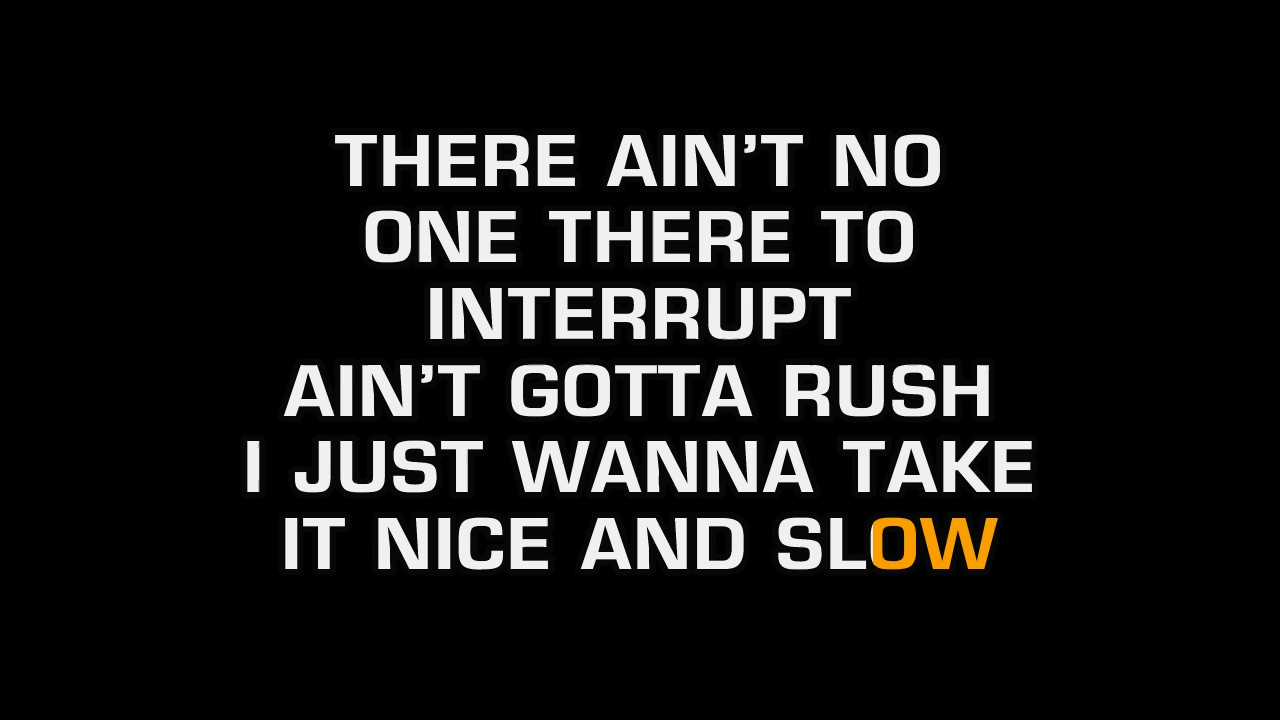 THERE AIN’T NO
ONE THERE TO
INTERRUPT
AIN’T GOTTA RUSH
I JUST WANNA TAKE
IT NICE AND SLOW